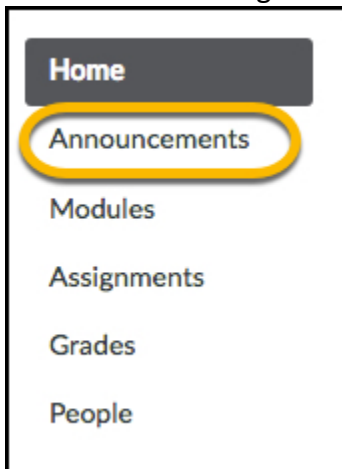 Home
Announcements
Modules
Assignments
Grades
People